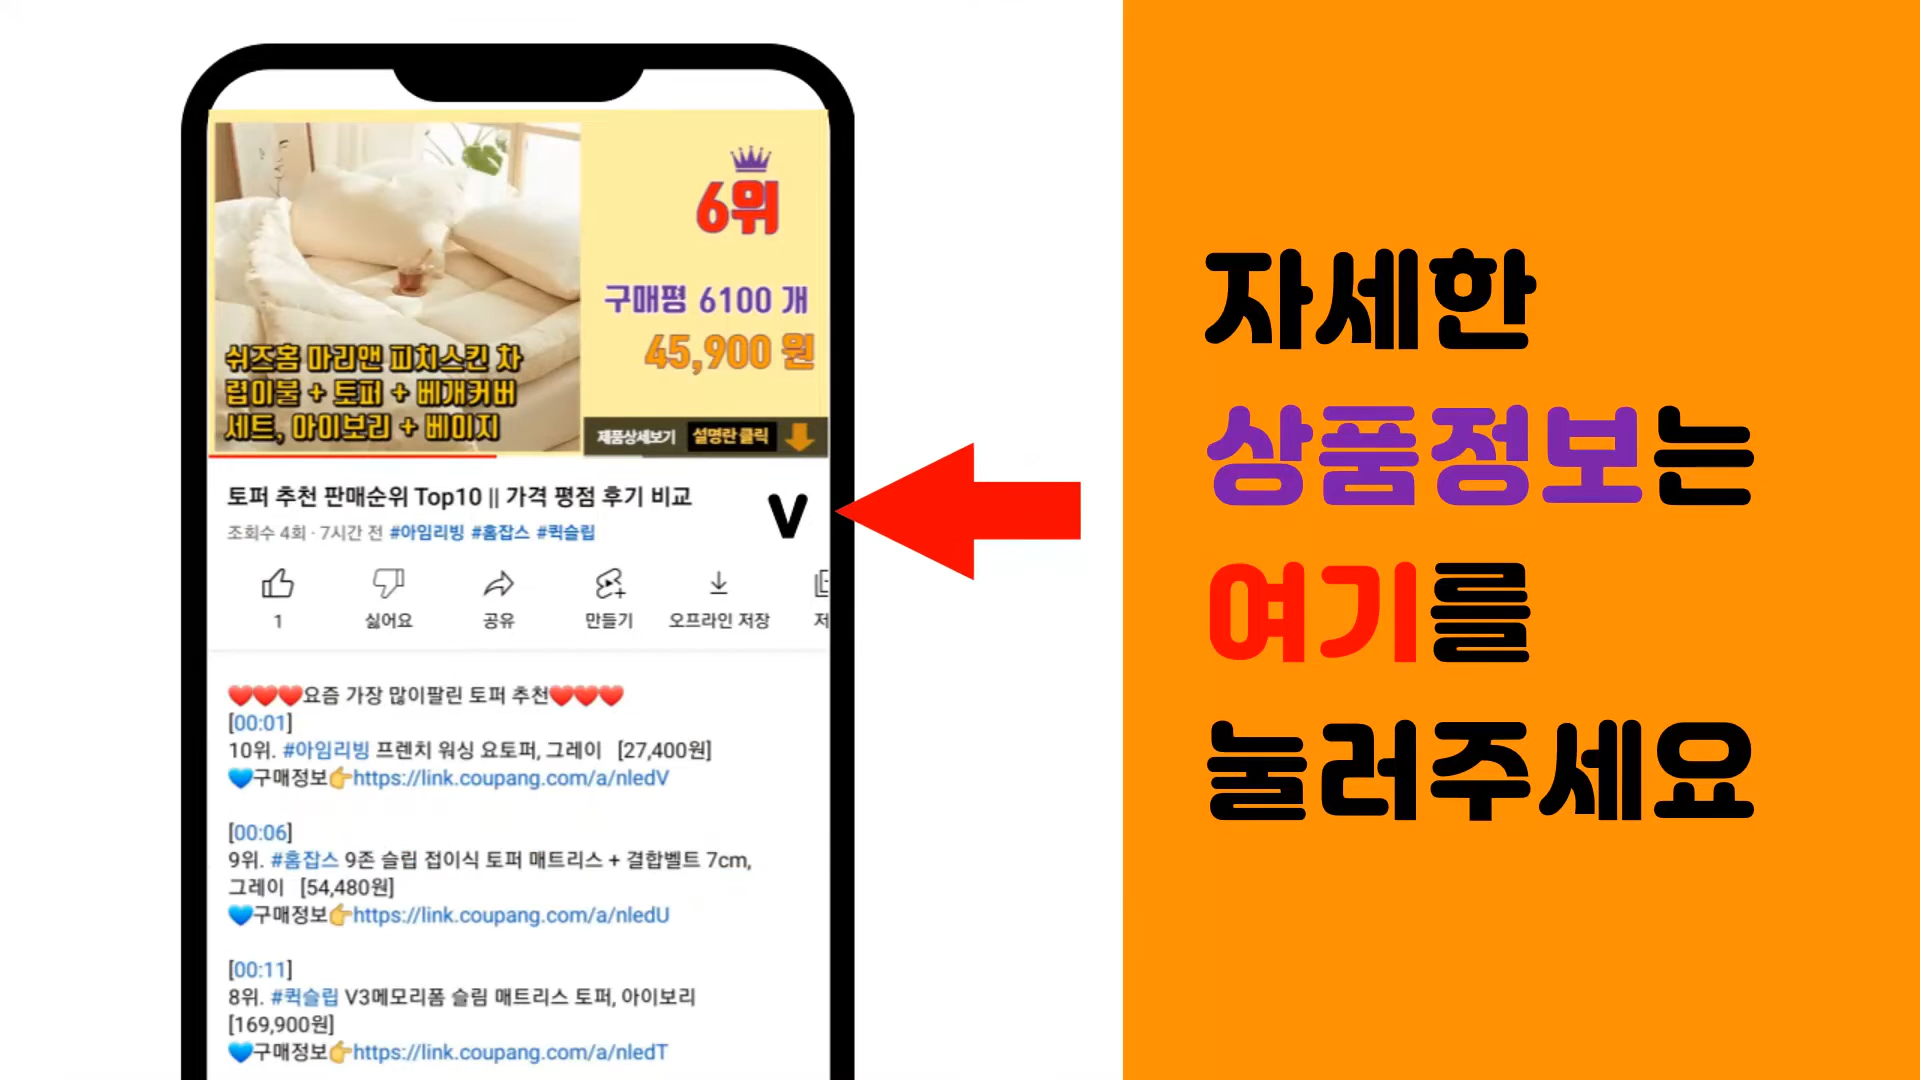 6위
구매평 6100 개
45,900 원
쉬즈홈 마리앤 피치스킨 차
렵이불 + 토퍼 + 베개커버
세트, 아이보리 + 베이지
제품상세보기 설명란 클릭
토퍼 추천 판매순위 Top10 || 가격 평점 후기 비교
V
조회수 4회 · 7시간 전 #아임리빙 #홈잡스 #퀵슬립
1 싫어요 공유 만들기 오프라인 저장 저
❤️❤️❤️요즘 가장 많이팔린 토퍼 추천❤️❤️❤️
[00:01]
10위. #아임리빙 프렌치 워싱 요토퍼, 그레이 [27,400원]
💙구매정보👉https://link.coupang.com/a/nledV
[00:06]
9위. #홈잡스 9존 슬립 접이식 토퍼 매트리스 + 결합벨트 7cm,
그레이 [54,480원]
💙구매정보👉https://link.coupang.com/a/nledU
[00:11]
8위. #퀵슬립 V3메모리폼 슬림 매트리스 토퍼, 아이보리
[169,900원]
💙구매정보👉https://link.coupang.com/a/nledT
자세한
상품정보는
여기를
눌러주세요